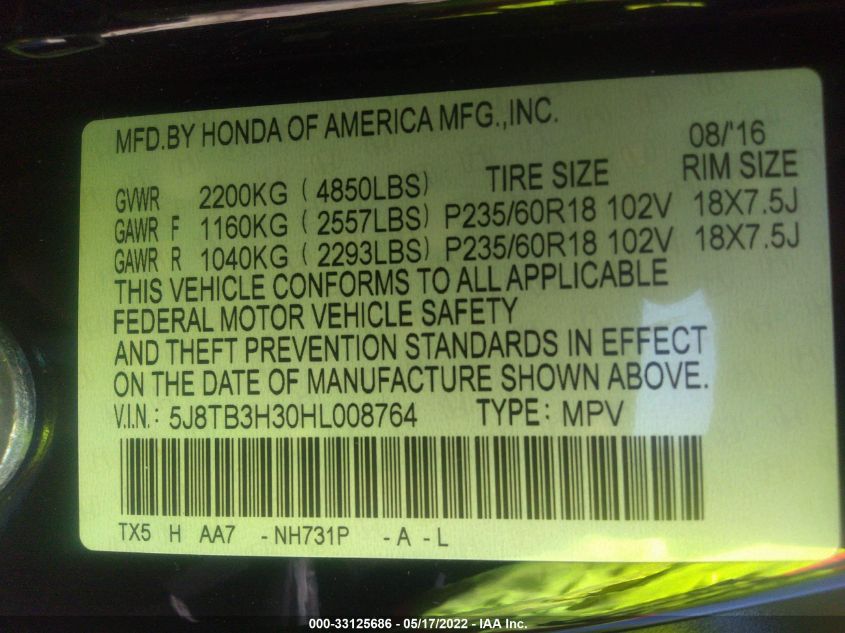 MFD.BY HONDA OF AMERICA MFG.,INC. 08/'16
GVWR 2200KG ( 4850LBS) TIRE SIZE RIM SIZE
GAWR F 1160KG ( 2557LBS) P235/60R18 102V 18X7.5J
GAWR R 1040KG ( 2293LBS) P235/60R18 102V 18X7.5J
THIS VEHICLE CONFORMS TO ALL APPLICABLE
FEDERAL MOTOR VEHICLE SAFETY
AND THEFT PREVENTION STANDARDS IN EFFECT
ON THE DATE OF MANUFACTURE SHOWN ABOVE.
V.I.N.: 5J8TB3H30HL008764 TYPE: MPV
TX5 H AA7 -NH731P -A -L
000-33125686 - 05/17/2022 - IAA Inc.